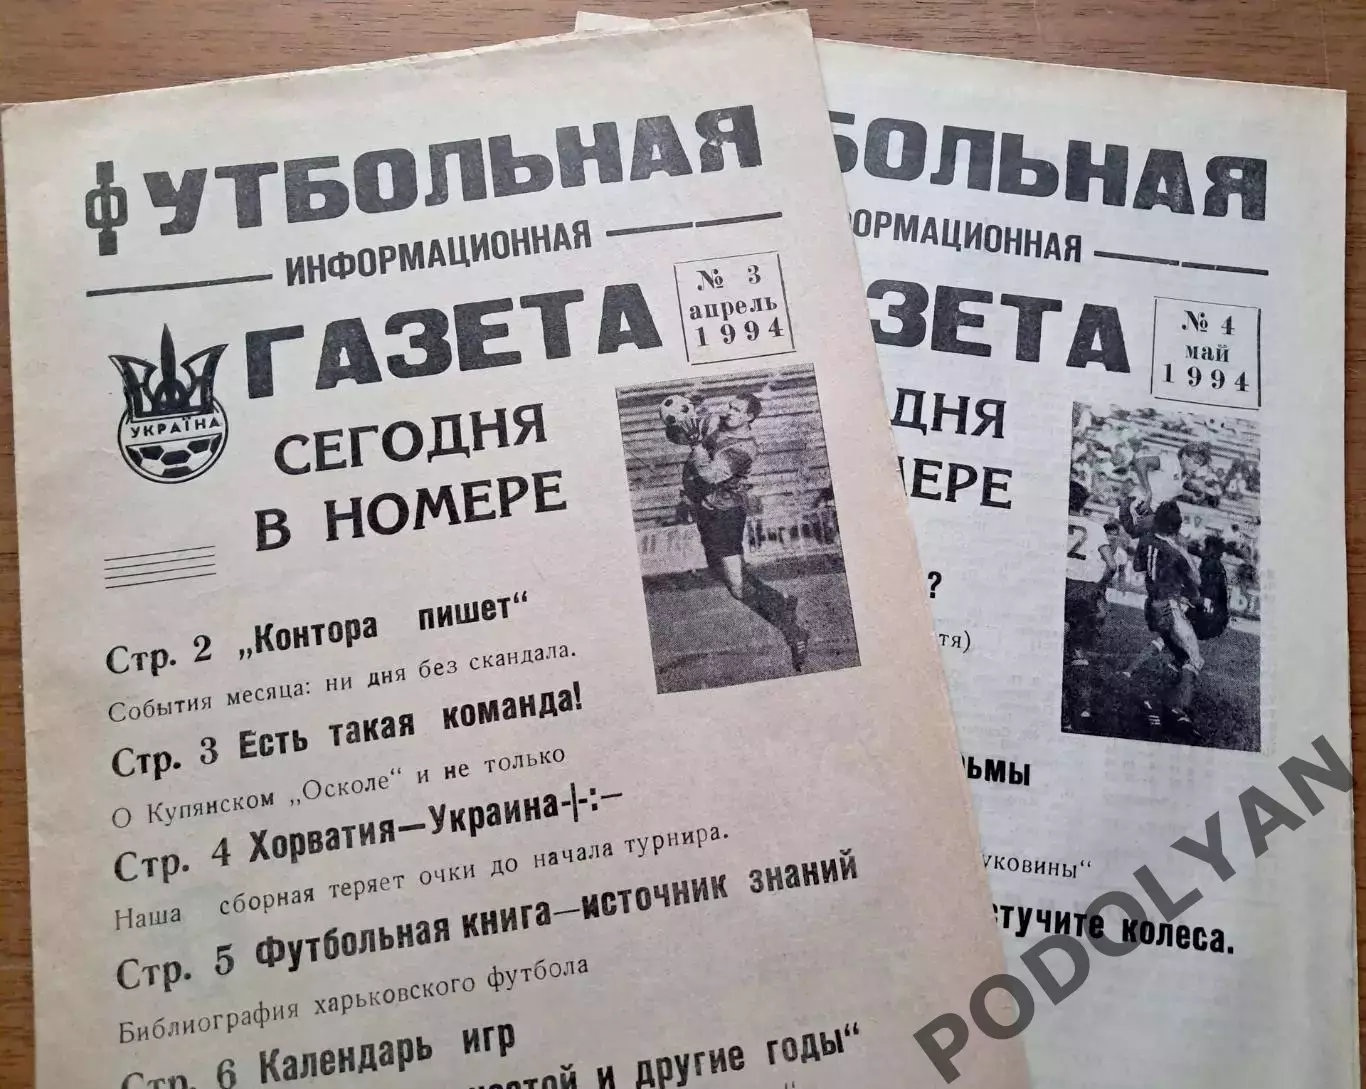 ФУТБОЛЬНАЯ
ИНФОРМАЦИОННАЯ
ГАЗЕТА
№ 3
апрель
1994
УКРАЇНА
СЕГОДНЯ
В НОМЕРЕ
Стр. 2 „Контора пишет“
События месяца: ни дня без скандала.
Стр. 3 Есть такая команда!
О Купянском „Осколе“ и не только
Стр. 4 Хорватия—Украина-|-:—
Наша сборная теряет очки до начала турнира.
Стр. 5 Футбольная книга—источник знаний
Библиография харьковского футбола
Стр. 6 Календарь игр
и другие годы“
БОЛЬНАЯ
ОРМАЦИОННАЯ
ЗЕТА
№ 4
май
1994
ДНЯ
МЕРЕ
2
11
?
тя)
ьмы
уковины“
стучите колеса.
PODOLYAN